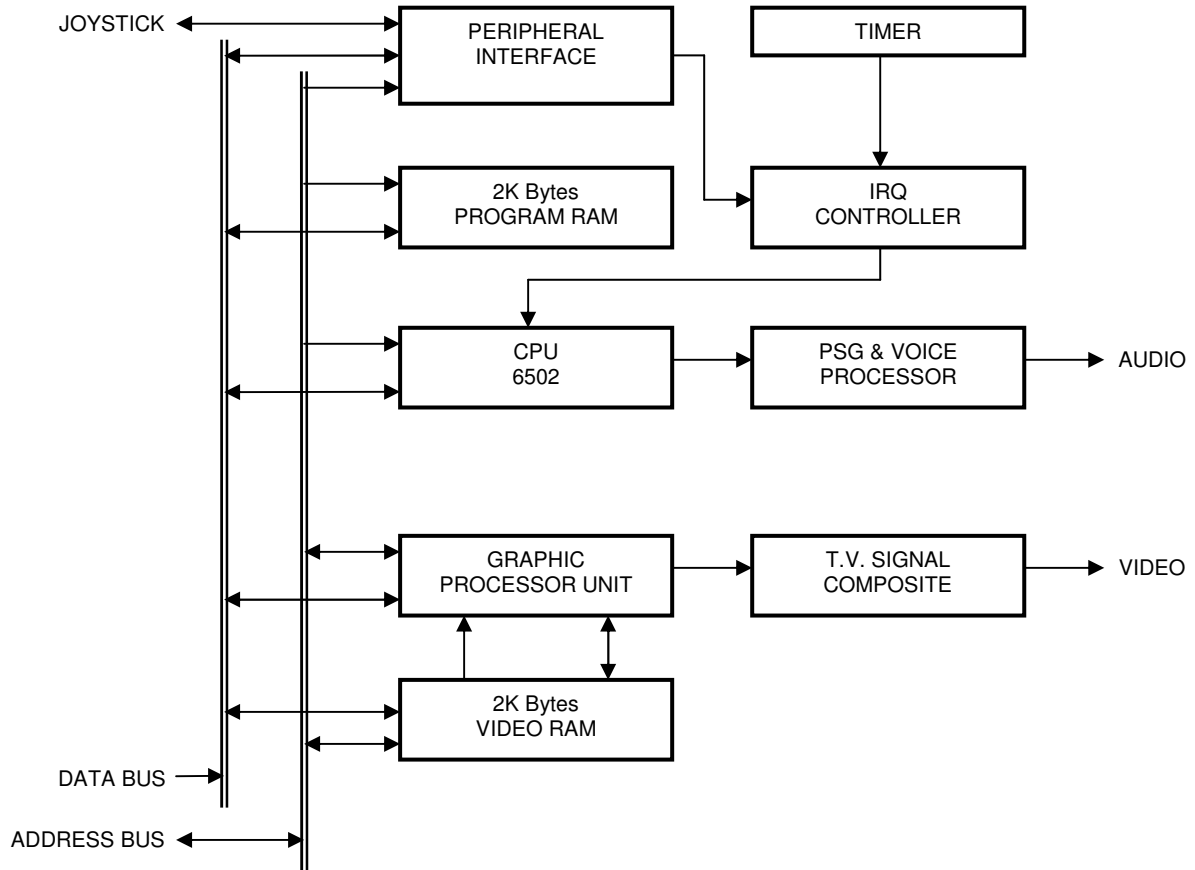 JOYSTICK
PERIPHERAL
INTERFACE
TIMER
2K Bytes
PROGRAM RAM
IRQ
CONTROLLER
CPU
6502
PSG & VOICE
PROCESSOR
AUDIO
GRAPHIC
PROCESSOR UNIT
T.V. SIGNAL
COMPOSITE
VIDEO
2K Bytes
VIDEO RAM
DATA BUS
ADDRESS BUS